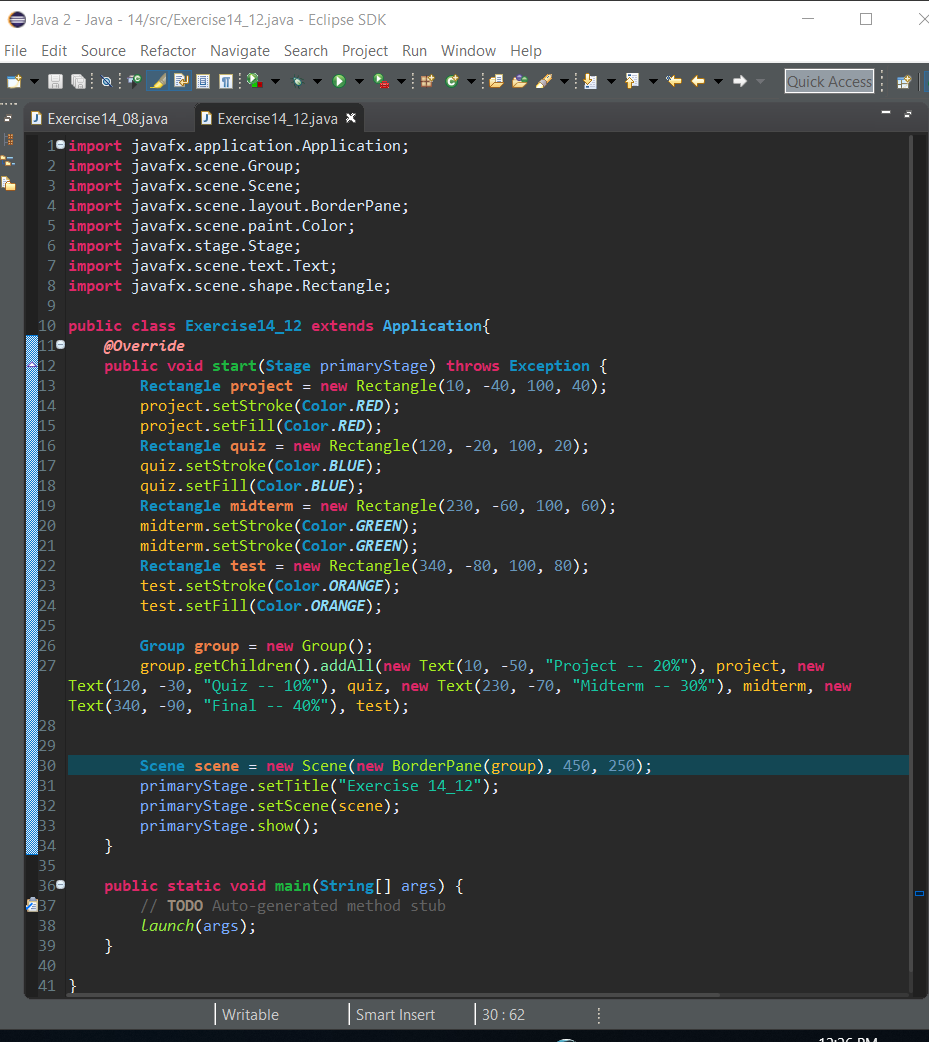 Java 2 - Java - 14/src/Exercise14_12.java - Eclipse SDK
File Edit Source Refactor Navigate Search Project Run Window Help
Quick Access
Exercise14_08.java Exercise14_12.java
1 import javafx.application.Application;
2 import javafx.scene.Group;
3 import javafx.scene.Scene;
4 import javafx.scene.layout.BorderPane;
5 import javafx.scene.paint.Color;
6 import javafx.stage.Stage;
7 import javafx.scene.text.Text;
8 import javafx.scene.shape.Rectangle;
9
10 public class Exercise14_12 extends Application{
11 @Override
12 public void start(Stage primaryStage) throws Exception {
13 Rectangle project = new Rectangle(10, -40, 100, 40);
14 project.setStroke(Color.RED);
15 project.setFill(Color.RED);
16 Rectangle quiz = new Rectangle(120, -20, 100, 20);
17 quiz.setStroke(Color.BLUE);
18 quiz.setFill(Color.BLUE);
19 Rectangle midterm = new Rectangle(230, -60, 100, 60);
20 midterm.setStroke(Color.GREEN);
21 midterm.setStroke(Color.GREEN);
22 Rectangle test = new Rectangle(340, -80, 100, 80);
23 test.setStroke(Color.ORANGE);
24 test.setFill(Color.ORANGE);
25
26 Group group = new Group();
27 group.getChildren().addAll(new Text(10, -50, "Project -- 20%"), project, new
Text(120, -30, "Quiz -- 10%"), quiz, new Text(230, -70, "Midterm -- 30%"), midterm, new
Text(340, -90, "Final -- 40%"), test);
28
29
30 Scene scene = new Scene(new BorderPane(group), 450, 250);
31 primaryStage.setTitle("Exercise 14_12");
32 primaryStage.setScene(scene);
33 primaryStage.show();
34 }
35
36 public static void main(String[] args) {
37 // TODO Auto-generated method stub
38 launch(args);
39 }
40
41 }
Writable Smart Insert 30 : 62
12:26 PM